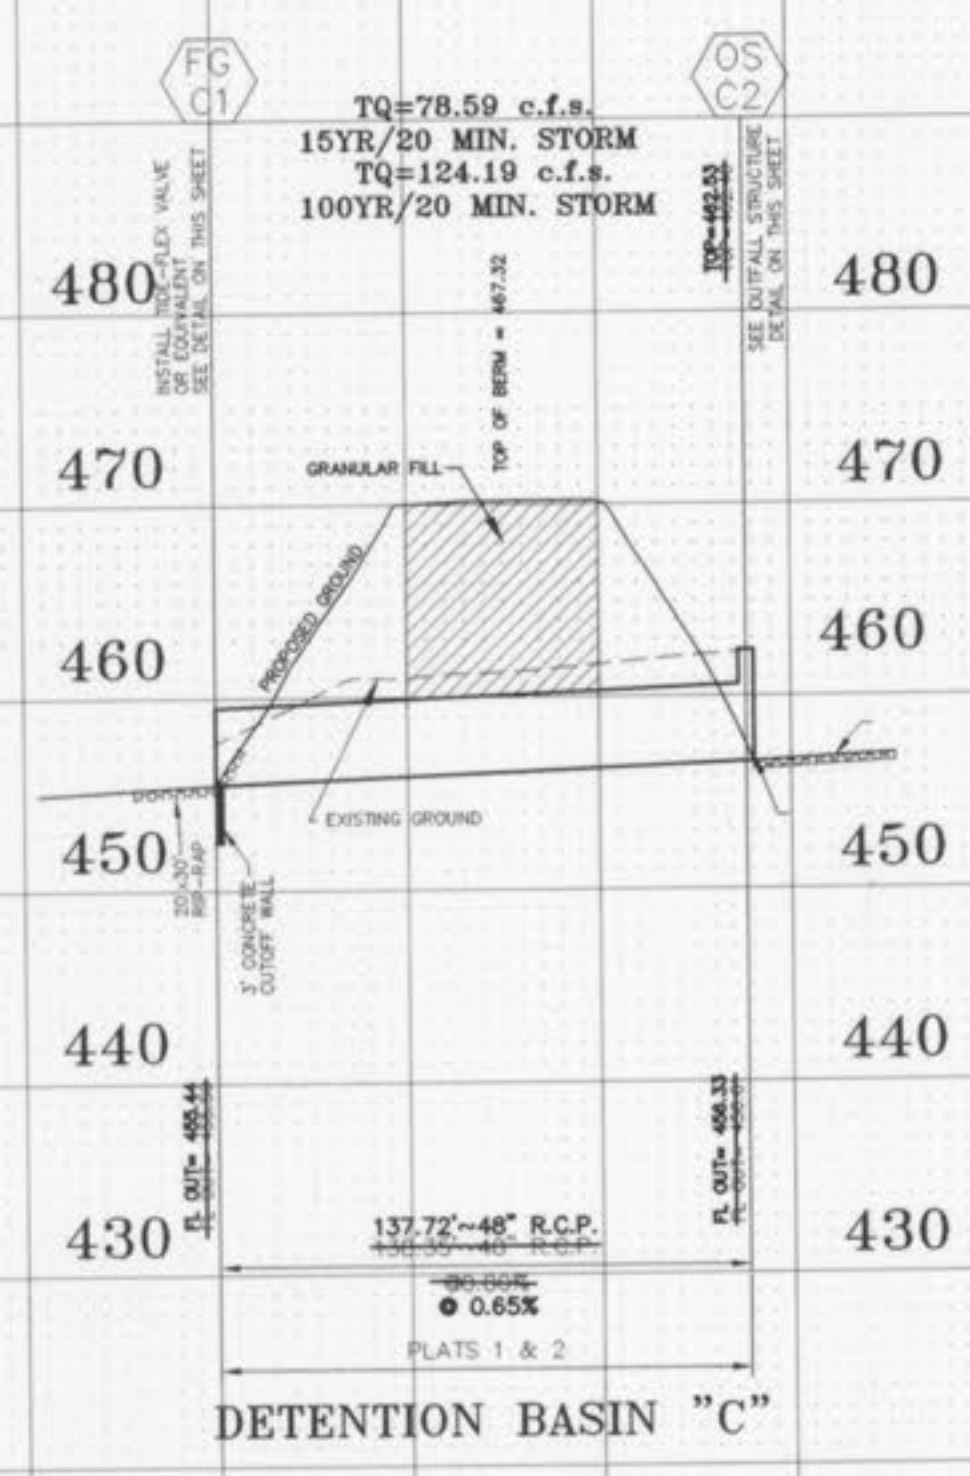 FG
C1
OS
C2
TQ=78.59 c.f.s.
15YR/20 MIN. STORM
TQ=124.19 c.f.s.
100YR/20 MIN. STORM
INSTALL TIDE-FLEX VALVE
OR EQUIVALENT
SEE DETAIL ON THIS SHEET
TOP OF BERM = 467.32
TOP=462.53
SEE OUTFALL STRUCTURE
DETAIL ON THIS SHEET
480
480
470
470
GRANULAR FILL
PROPOSED GROUND
460
460
EXISTING GROUND
450
450
20'x30'
RIP-RAP
3' CONCRETE
CUTOFF WALL
440
440
FL OUT= 455.44
FL OUT= 456.33
430
430
137.72'~48" R.C.P.
@ 0.65%
PLATS 1 & 2
DETENTION BASIN "C"